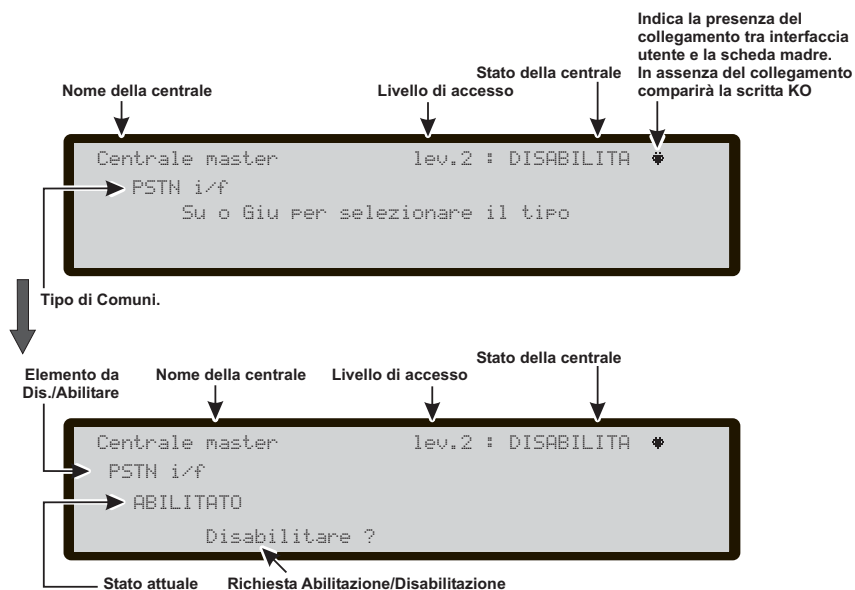 Indica la presenza del
collegamento tra interfaccia
utente e la scheda madre.
In assenza del collegamento
comparirà la scritta KO
Stato della centrale
Nome della centrale
Livello di accesso
Centrale master lev.2 : DISABILITA
PSTN i/f
Su o Giu per selezionare il tipo
Tipo di Comuni.
Elemento da
Dis./Abilitare
Nome della centrale
Livello di accesso
Stato della centrale
Centrale master lev.2 : DISABILITA
PSTN i/f
ABILITATO
Disabilitare ?
Stato attuale
Richiesta Abilitazione/Disabilitazione